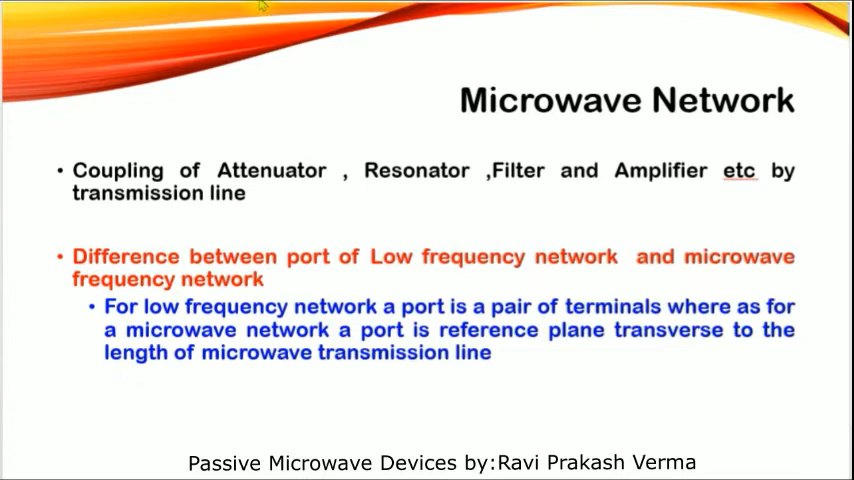 Microwave Network
• Coupling of Attenuator , Resonator ,Filter and Amplifier etc by
transmission line
• Difference between port of Low frequency network and microwave
frequency network
• For low frequency network a port is a pair of terminals where as for
a microwave network a port is reference plane transverse to the
length of microwave transmission line
Passive Microwave Devices by:Ravi Prakash Verma